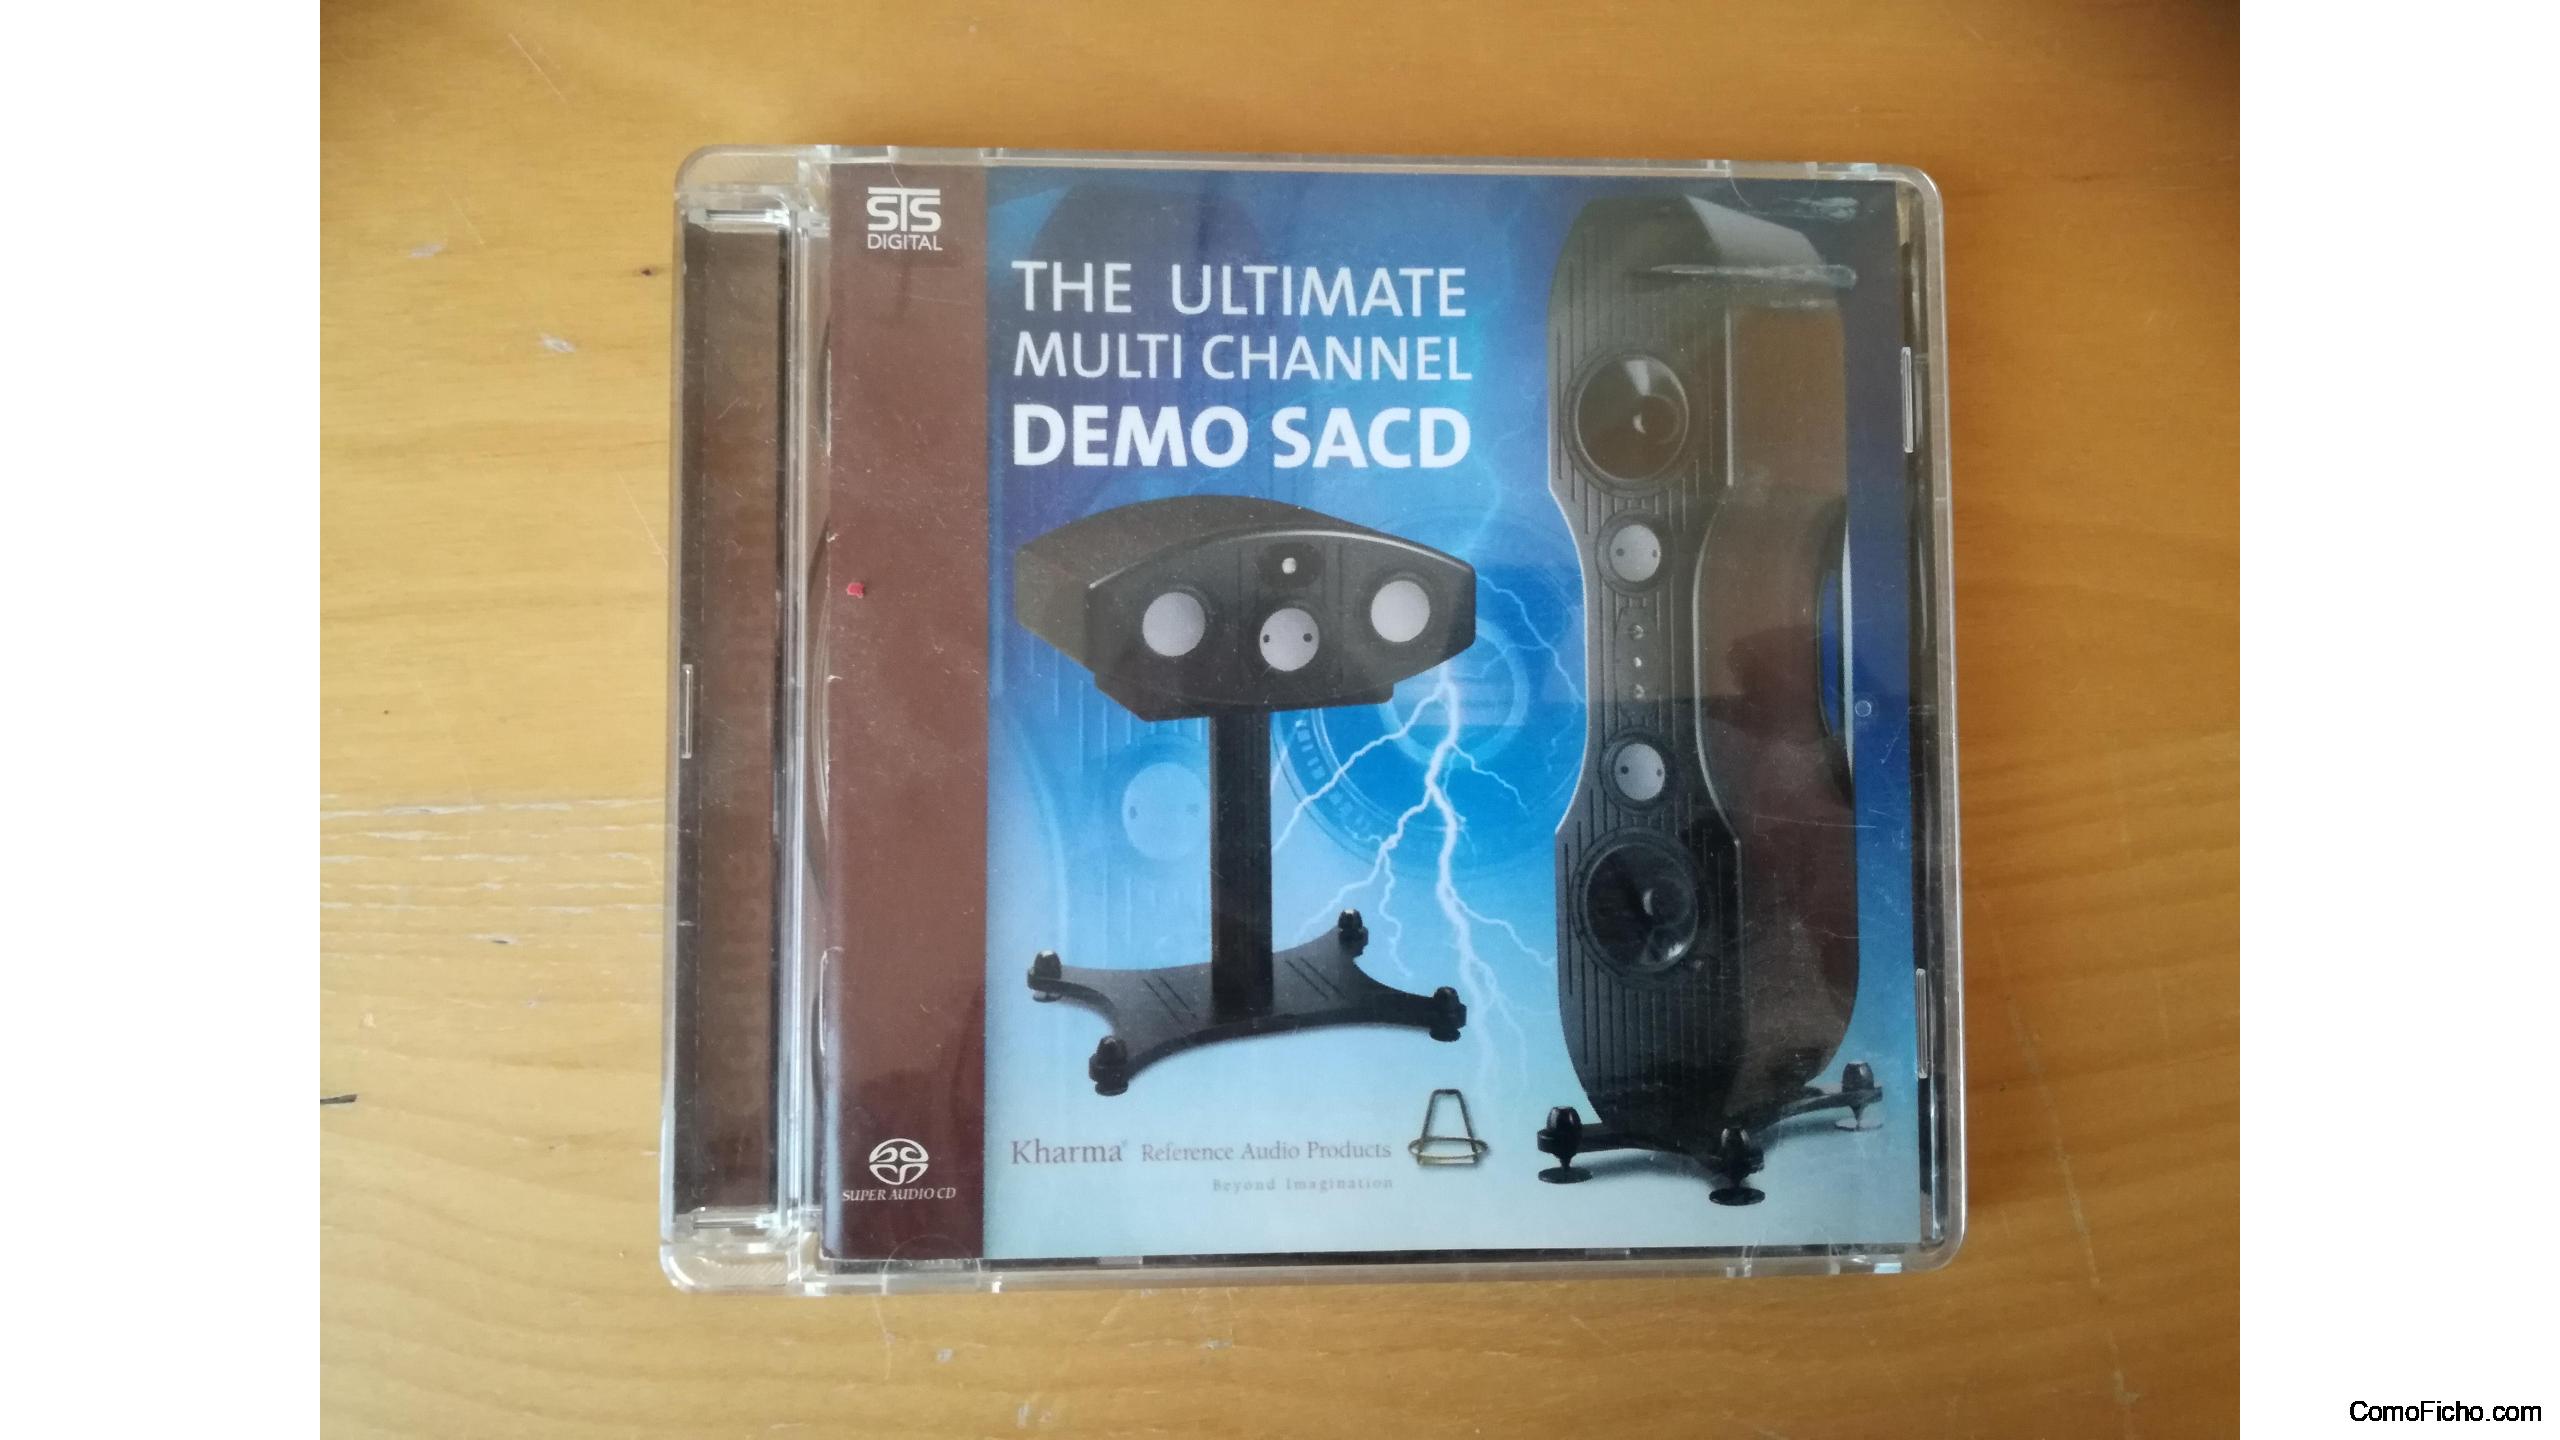 STS
DIGITAL
THE ULTIMATE
MULTI CHANNEL
DEMO SACD
Kharma® Reference Audio Products
Beyond Imagination
SUPER AUDIO CD
ComoFicho.com